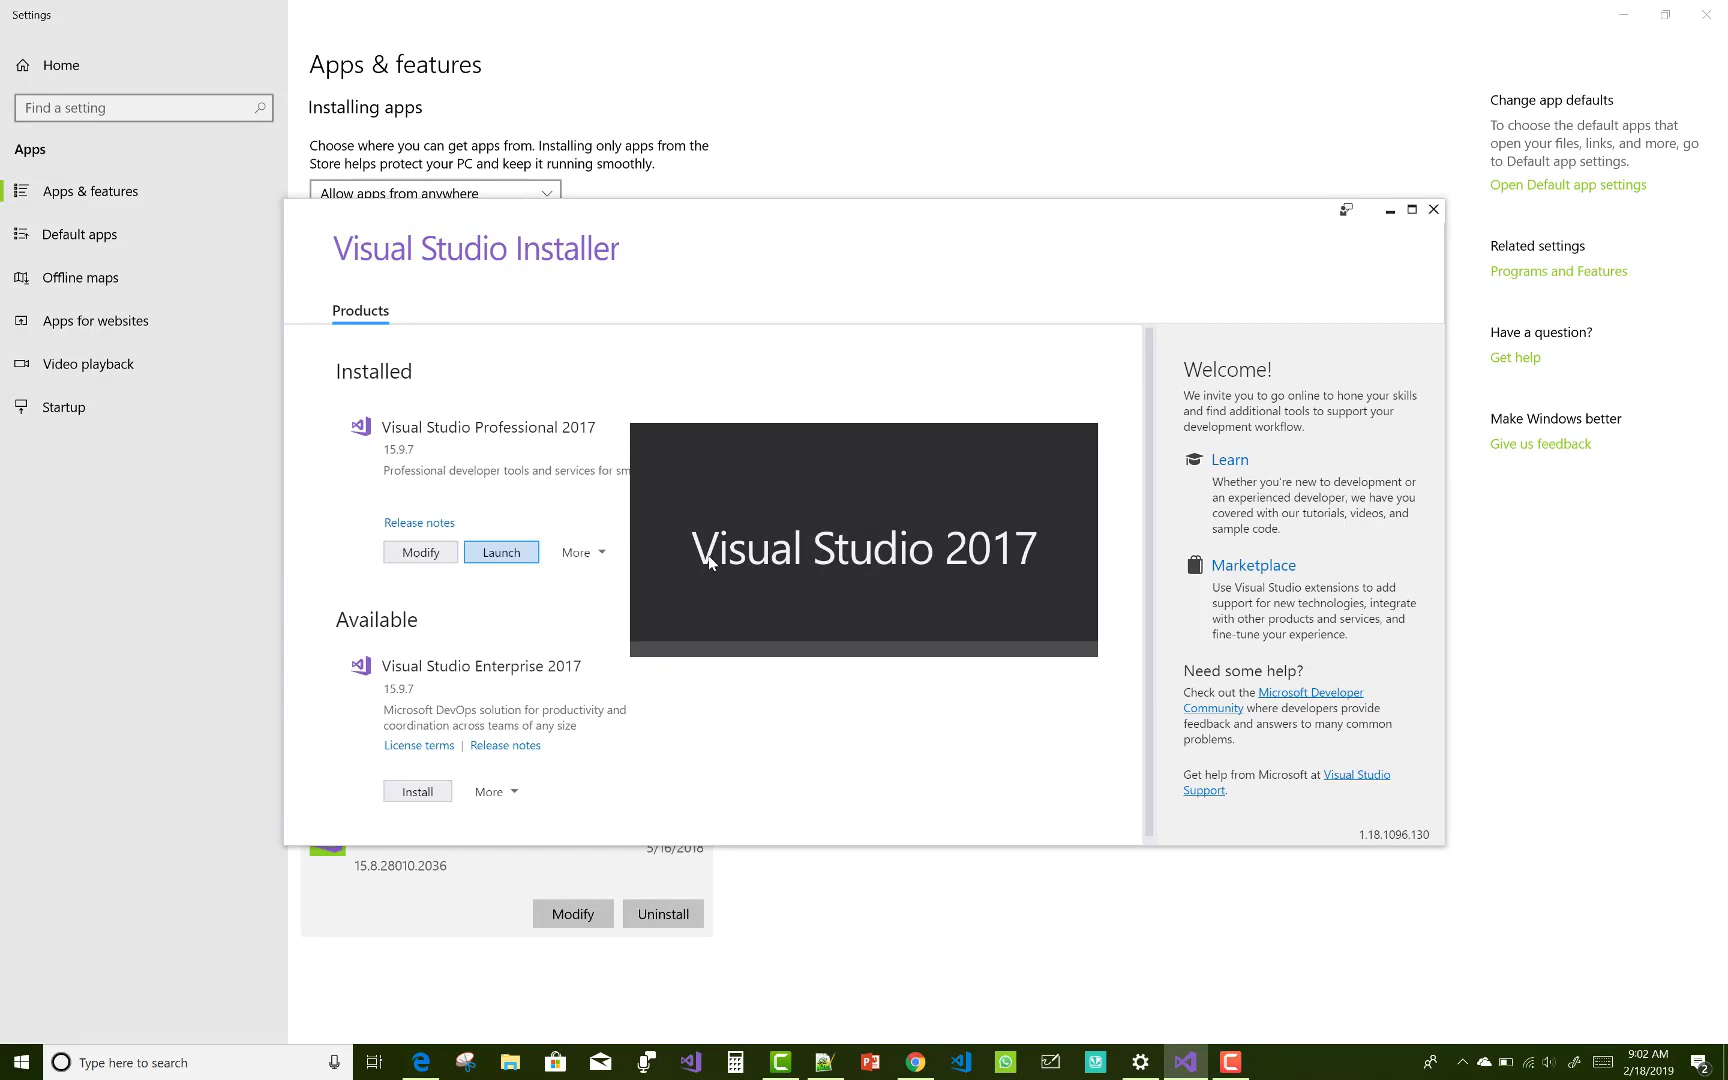 Settings
Home
Find a setting
Apps
Apps & features
Default apps
Offline maps
Apps for websites
Video playback
Startup
Apps & features
Installing apps
Choose where you can get apps from. Installing only apps from the
Store helps protect your PC and keep it running smoothly.
Allow apps from anywhere
Change app defaults
To choose the default apps that
open your files, links, and more, go
to Default app settings.
Open Default app settings
Related settings
Programs and Features
Have a question?
Get help
Make Windows better
Give us feedback
Visual Studio Installer
Products
Installed
Visual Studio Professional 2017
15.9.7
Professional developer tools and services for sm
Release notes
Modify
Launch
More
Visual Studio 2017
Available
Visual Studio Enterprise 2017
15.9.7
Microsoft DevOps solution for productivity and
coordination across teams of any size
License terms | Release notes
Install
More
Welcome!
We invite you to go online to hone your skills
and find additional tools to support your
development workflow.
Learn
Whether you're new to development or
an experienced developer, we have you
covered with our tutorials, videos, and
sample code.
Marketplace
Use Visual Studio extensions to add
support for new technologies, integrate
with other products and services, and
fine-tune your experience.
Need some help?
Check out the Microsoft Developer
Community where developers provide
feedback and answers to many common
problems.
Get help from Microsoft at Visual Studio
Support.
1.18.1096.130
5/16/2018
15.8.28010.2036
Modify
Uninstall
Type here to search
9:02 AM
2/18/2019
2